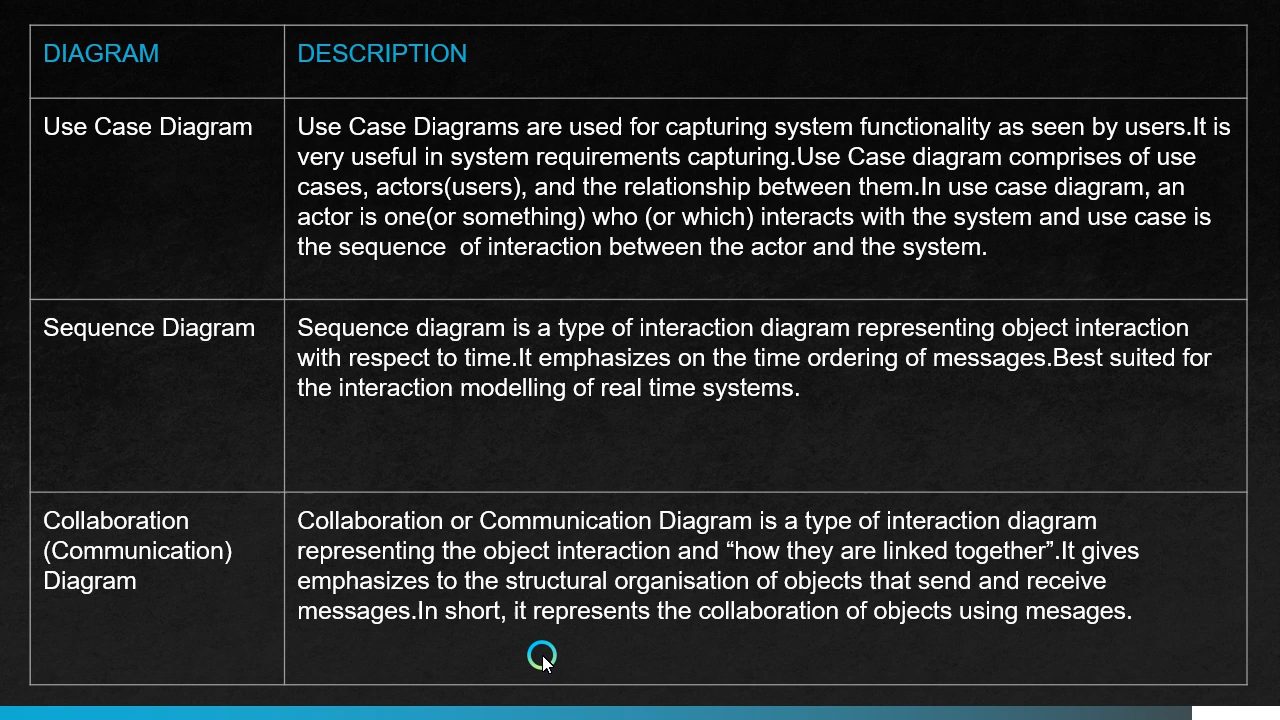 DIAGRAM
DESCRIPTION
Use Case Diagram
Use Case Diagrams are used for capturing system functionality as seen by users.It is
very useful in system requirements capturing.Use Case diagram comprises of use
cases, actors(users), and the relationship between them.In use case diagram, an
actor is one(or something) who (or which) interacts with the system and use case is
the sequence  of interaction between the actor and the system.
Sequence Diagram
Sequence diagram is a type of interaction diagram representing object interaction
with respect to time.It emphasizes on the time ordering of messages.Best suited for
the interaction modelling of real time systems.
Collaboration
(Communication)
Diagram
Collaboration or Communication Diagram is a type of interaction diagram
representing the object interaction and “how they are linked together”.It gives
emphasizes to the structural organisation of objects that send and receive
messages.In short, it represents the collaboration of objects using mesages.